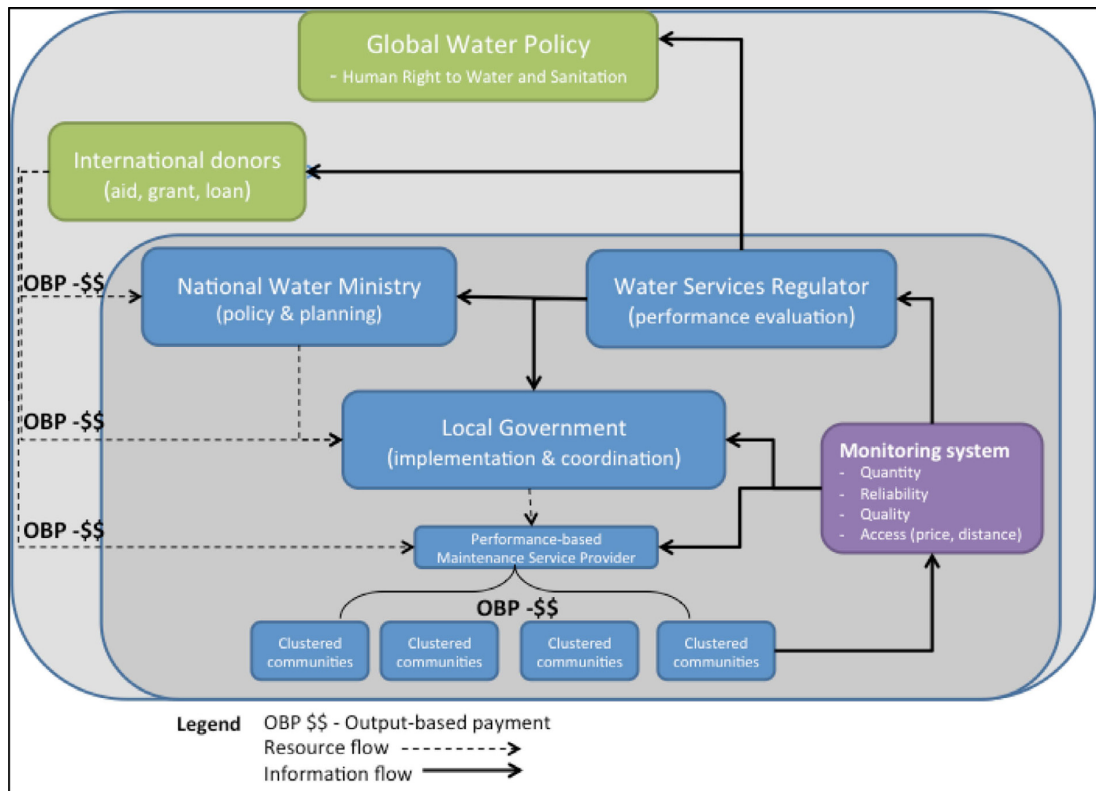 Global Water Policy
- Human Right to Water and Sanitation
International donors
(aid, grant, loan)
OBP -$$
National Water Ministry
(policy & planning)
Water Services Regulator
(performance evaluation)
OBP -$$
Local Government
(implementation & coordination)
Monitoring system
- Quantity
- Reliability
- Quality
- Access (price, distance)
OBP -$$
Performance-based
Maintenance Service Provider
OBP -$$
Clustered
communities
Clustered
communities
Clustered
communities
Clustered
communities
Legend OBP $$ - Output-based payment
Resource flow
Information flow